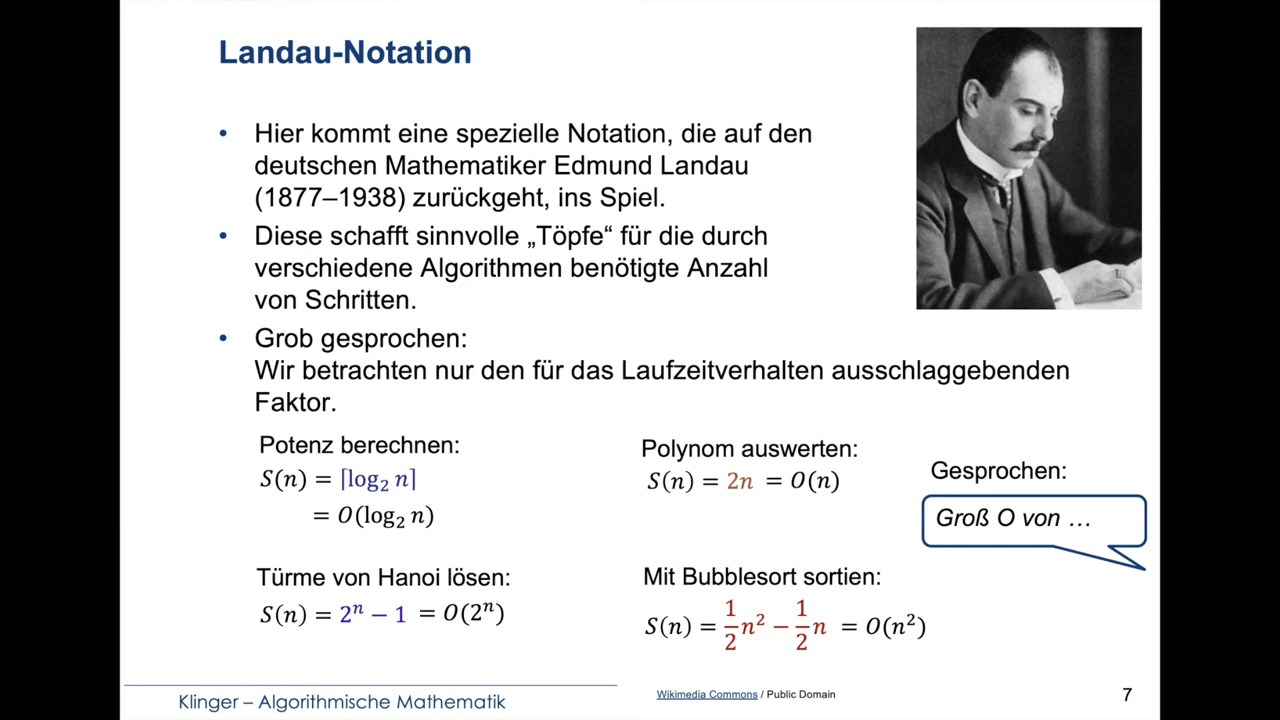 Landau-Notation
• Hier kommt eine spezielle Notation, die auf den
deutschen Mathematiker Edmund Landau
(1877–1938) zurückgeht, ins Spiel.
• Diese schafft sinnvolle „Töpfe“ für die durch
verschiedene Algorithmen benötigte Anzahl
von Schritten.
• Grob gesprochen:
Wir betrachten nur den für das Laufzeitverhalten ausschlaggebenden
Faktor.
Potenz berechnen:
S(n) = ⌈log₂ n⌉
= O(log₂ n)
Polynom auswerten:
S(n) = 2n = O(n)
Gesprochen:
Groß O von …
Türme von Hanoi lösen:
S(n) = 2ⁿ − 1 = O(2ⁿ)
Mit Bubblesort sortien:
S(n) = 1/2 n² − 1/2 n = O(n²)
Klinger – Algorithmische Mathematik
Wikimedia Commons / Public Domain
7